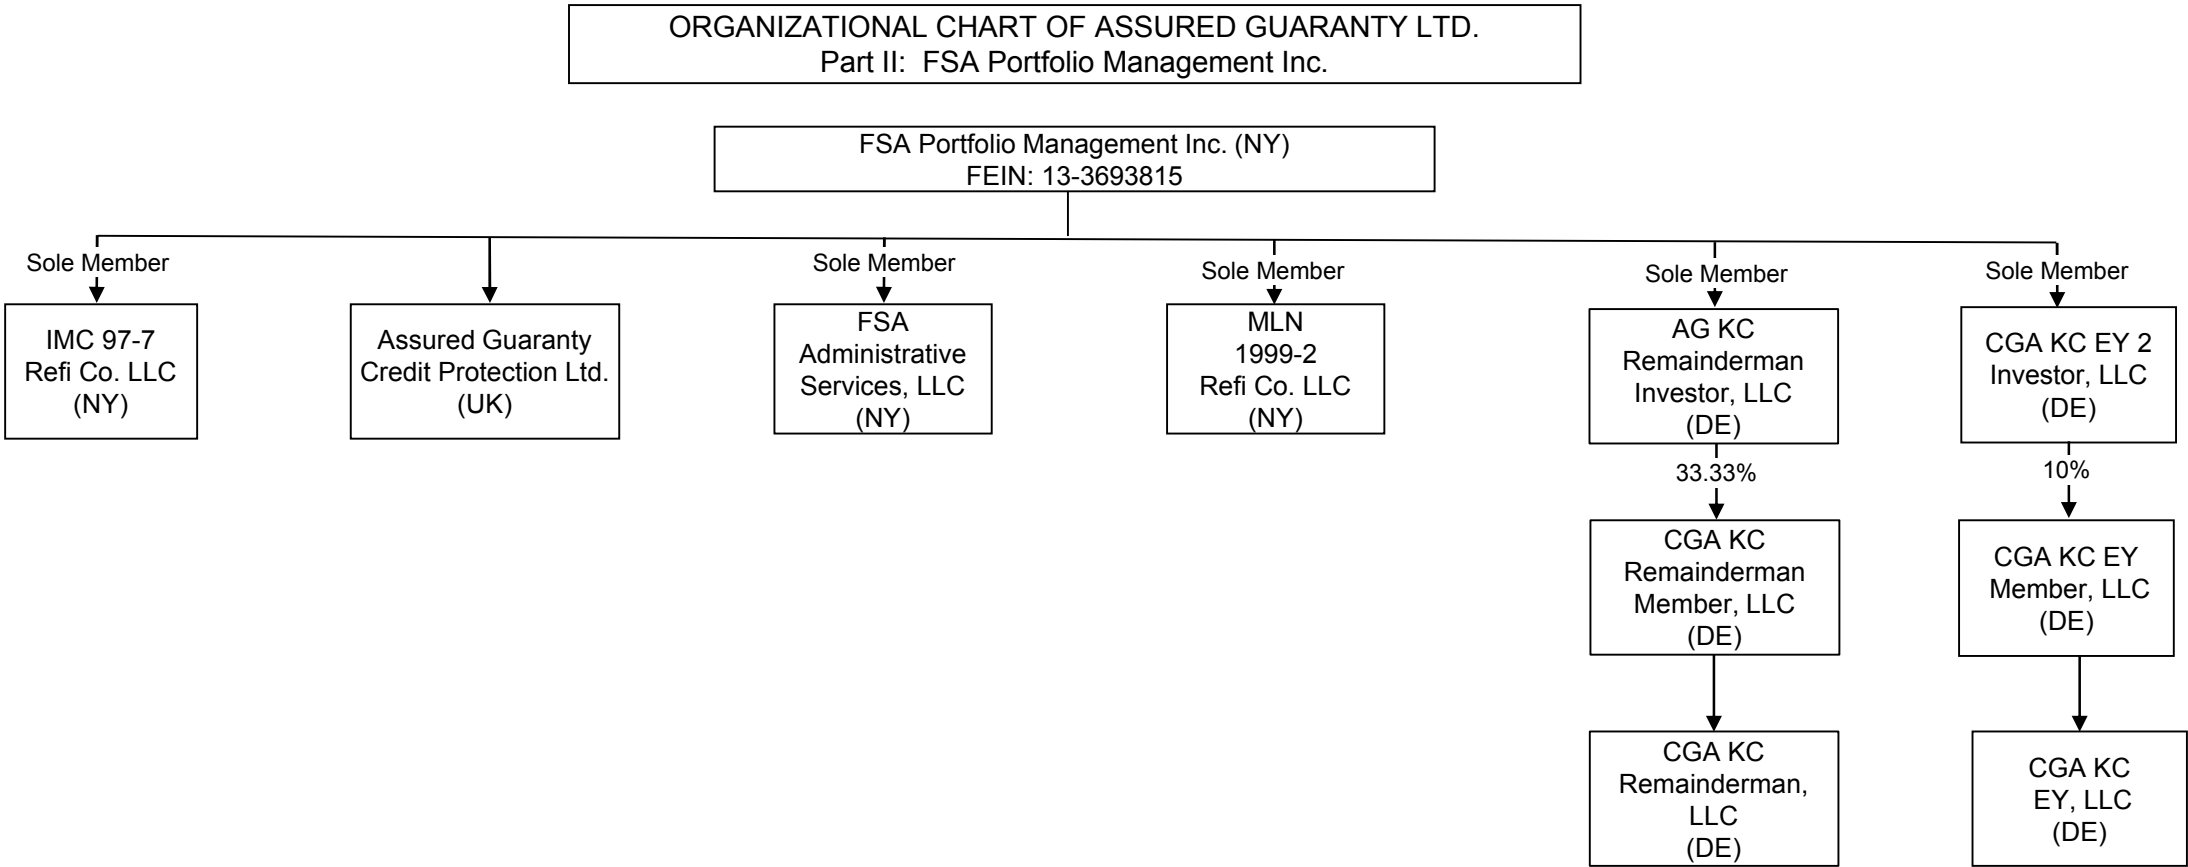 ORGANIZATIONAL CHART OF ASSURED GUARANTY LTD.
Part II: FSA Portfolio Management Inc.
FSA Portfolio Management Inc. (NY)
FEIN: 13-3693815
Sole Member
IMC 97-7
Refi Co. LLC
(NY)
Assured Guaranty
Credit Protection Ltd.
(UK)
Sole Member
FSA
Administrative
Services, LLC
(NY)
Sole Member
MLN
1999-2
Refi Co. LLC
(NY)
Sole Member
AG KC
Remainderman
Investor, LLC
(DE)
33.33%
CGA KC
Remainderman
Member, LLC
(DE)
CGA KC
Remainderman,
LLC
(DE)
Sole Member
CGA KC EY 2
Investor, LLC
(DE)
10%
CGA KC EY
Member, LLC
(DE)
CGA KC
EY, LLC
(DE)